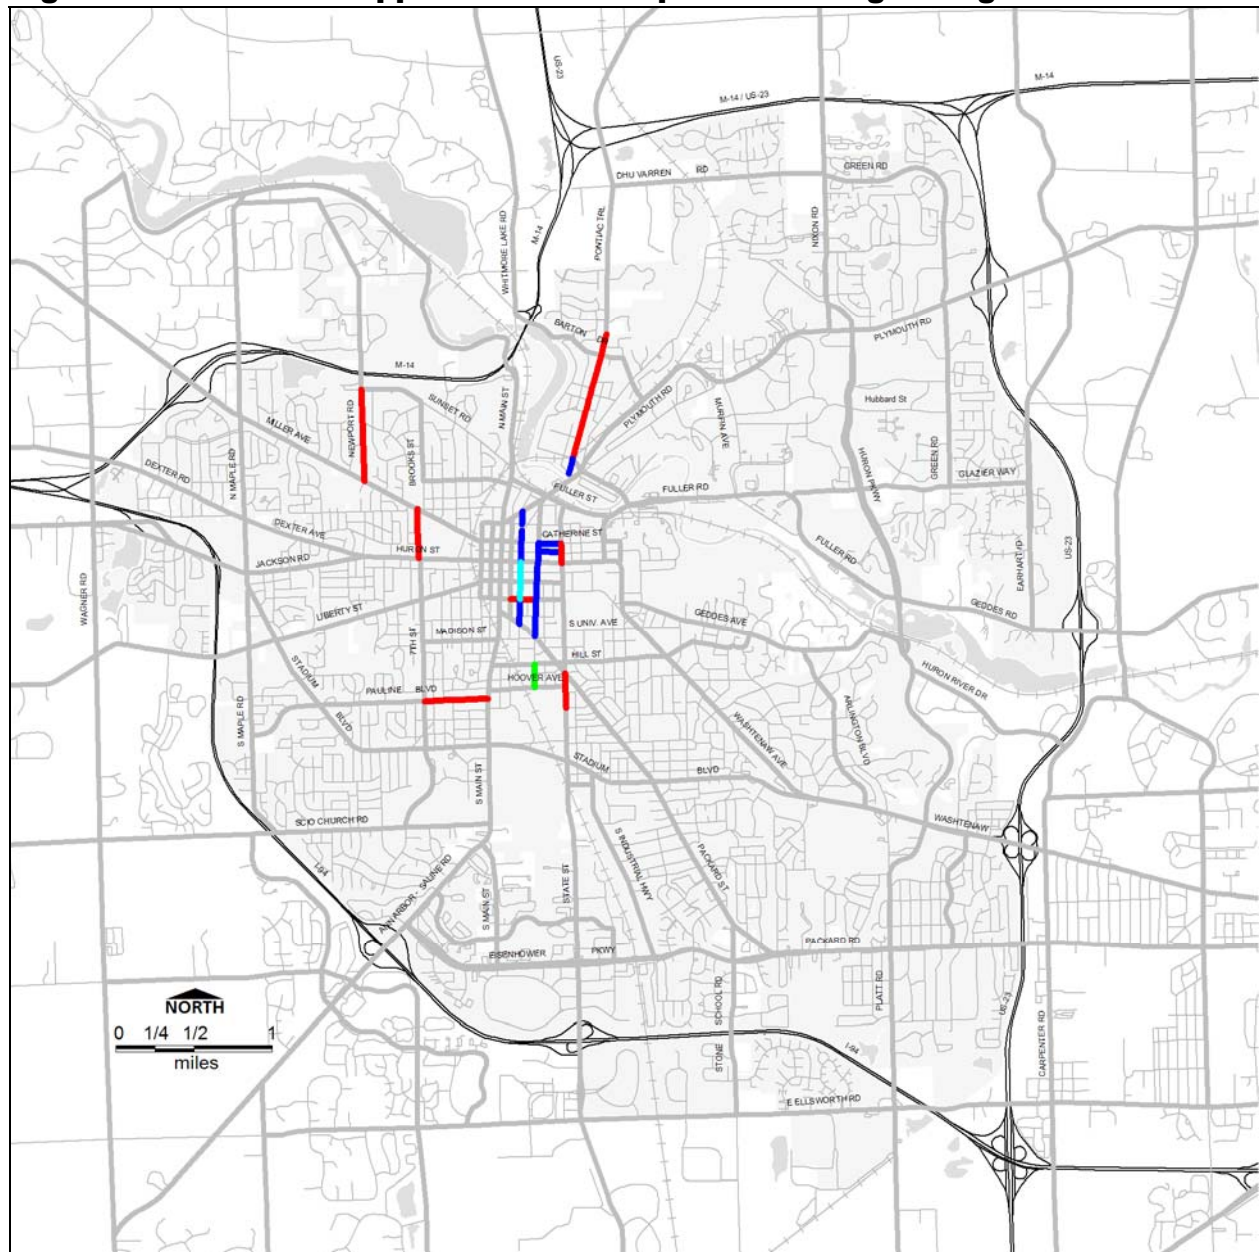 US-23
M-14
M-14 / US-23
DHU VARREN RD
GREEN RD
WHITMORE LAKE RD
M-14
PONTIAC TRL
NIXON RD
BARTON DR
PLYMOUTH RD
M-14
N MAIN ST
SUNSET RD
PLYMOUTH RD
MURFIN AVE
Hubbard St
MILLER AVE
NEWPORT RD
BROOKS ST
N MAPLE RD
DEXTER RD
HURON PKWY
GREEN RD
GLAZIER WAY
FULLER ST
FULLER RD
DEXTER AVE
HURON ST
CATHERINE ST
FULLER RD
US-23
JACKSON RD
EARHART RD
WAGNER RD
LIBERTY ST
GEDDES AVE
GEDDES RD
MADISON ST
S UNIV. AVE
7TH ST
HILL ST
STADIUM
BLVD
PAULINE BLVD
HOOVER AVE
HURON RIVER DR
S MAPLE RD
ARLINGTON BLVD
WASHTENAW AVE
STADIUM BLVD
S MAIN ST
SCIO CHURCH RD
WASHTENAW
S INDUSTRIAL HWY
PACKARD ST
I-94
ANN ARBOR - SALINE RD
STATE ST
S MAIN ST
EISENHOWER PKWY
PACKARD RD
NORTH
0 1/4 1/2 1
miles
STONE SCHOOL RD
PLATT RD
US-23
CARPENTER RD
I-94
E ELLSWORTH RD